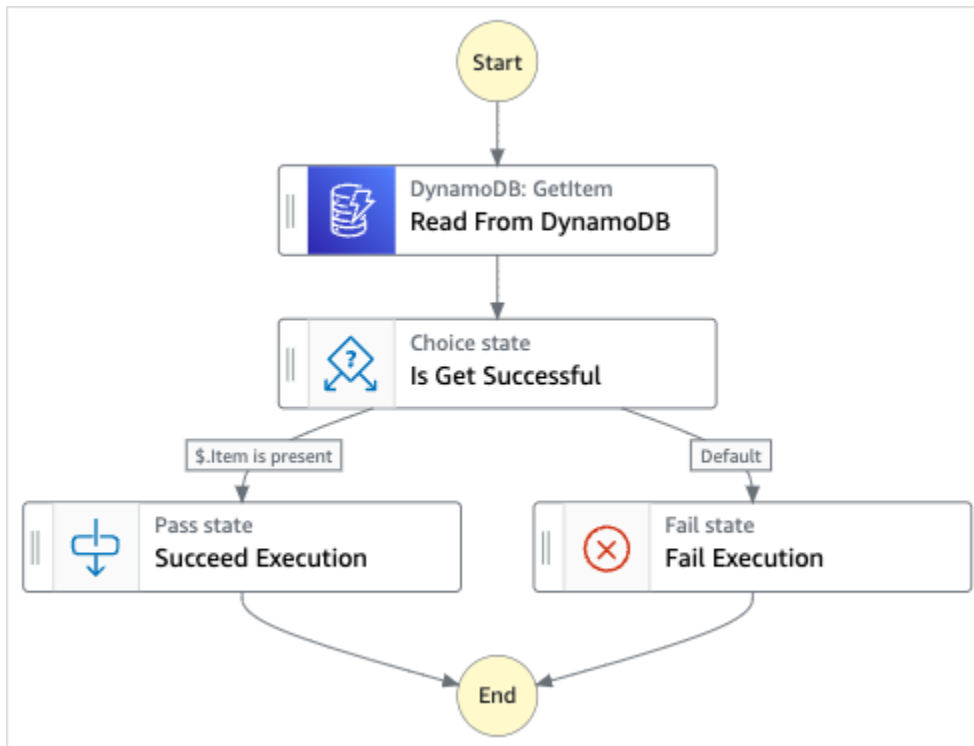 Start
DynamoDB: GetItem
Read From DynamoDB
Choice state
?
Is Get Successful
$.Item is present
Default
Pass state
Succeed Execution
Fail state
Fail Execution
End